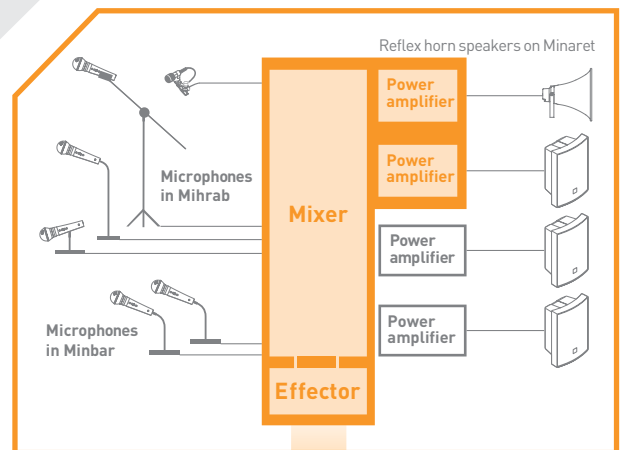 Reflex horn speakers on Minaret
Power
amplifier
Power
amplifier
Microphones
in Mihrab
Mixer
Power
amplifier
Microphones
in Minbar
Power
amplifier
Effector